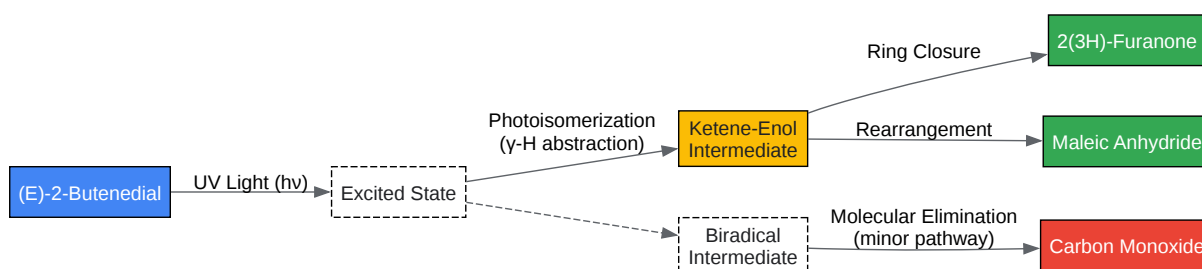 (E)-2-Butenedial
UV Light (hν)
Excited State
Photoisomerization
(γ-H abstraction)
Ketene-Enol
Intermediate
Ring Closure
2(3H)-Furanone
Rearrangement
Maleic Anhydride
Biradical
Intermediate
Molecular Elimination
(minor pathway)
Carbon Monoxide